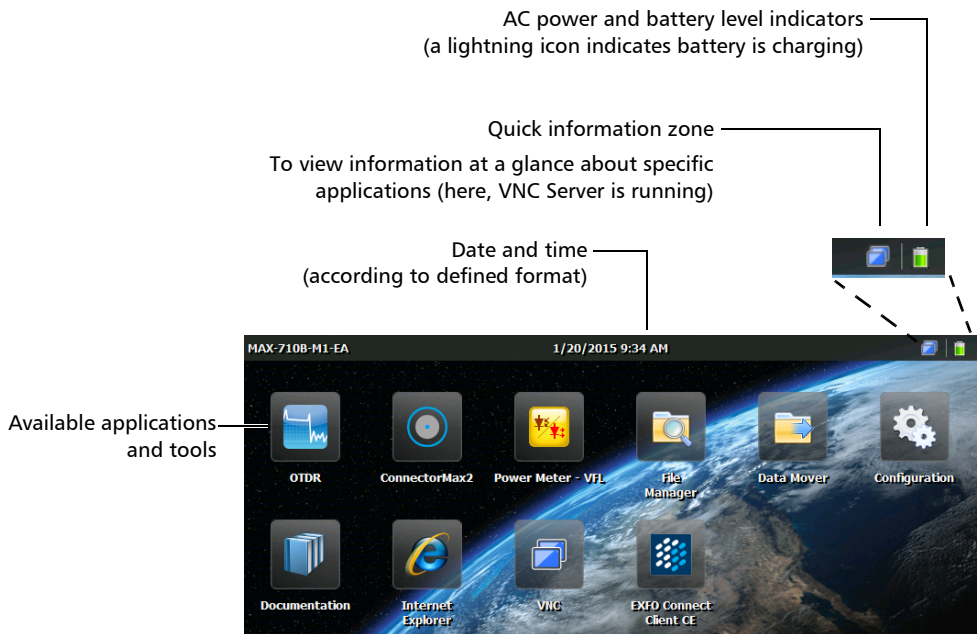 AC power and battery level indicators
(a lightning icon indicates battery is charging)
Quick information zone
To view information at a glance about specific
applications (here, VNC Server is running)
Date and time
(according to defined format)
MAX-710B-M1-EA
1/20/2015 9:34 AM
Available applications
and tools
OTDR
ConnectorMax2
Power Meter - VFL
File
Manager
Data Mover
Configuration
Documentation
Internet
Explorer
VNC
EXFO Connect
Client CE